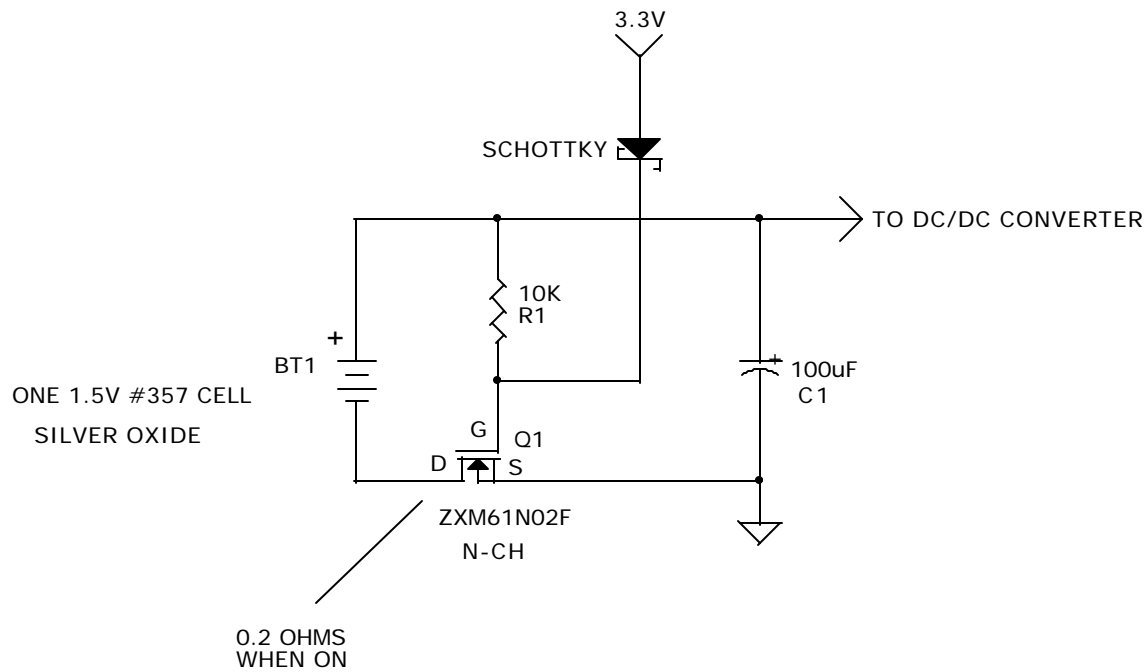 3.3V
SCHOTTKY
TO DC/DC CONVERTER
10K
R1
+
BT1
+
100uF
C1
ONE 1.5V #357 CELL
SILVER OXIDE
G
Q1
D
S
ZXM61N02F
N-CH
0.2 OHMS
WHEN ON